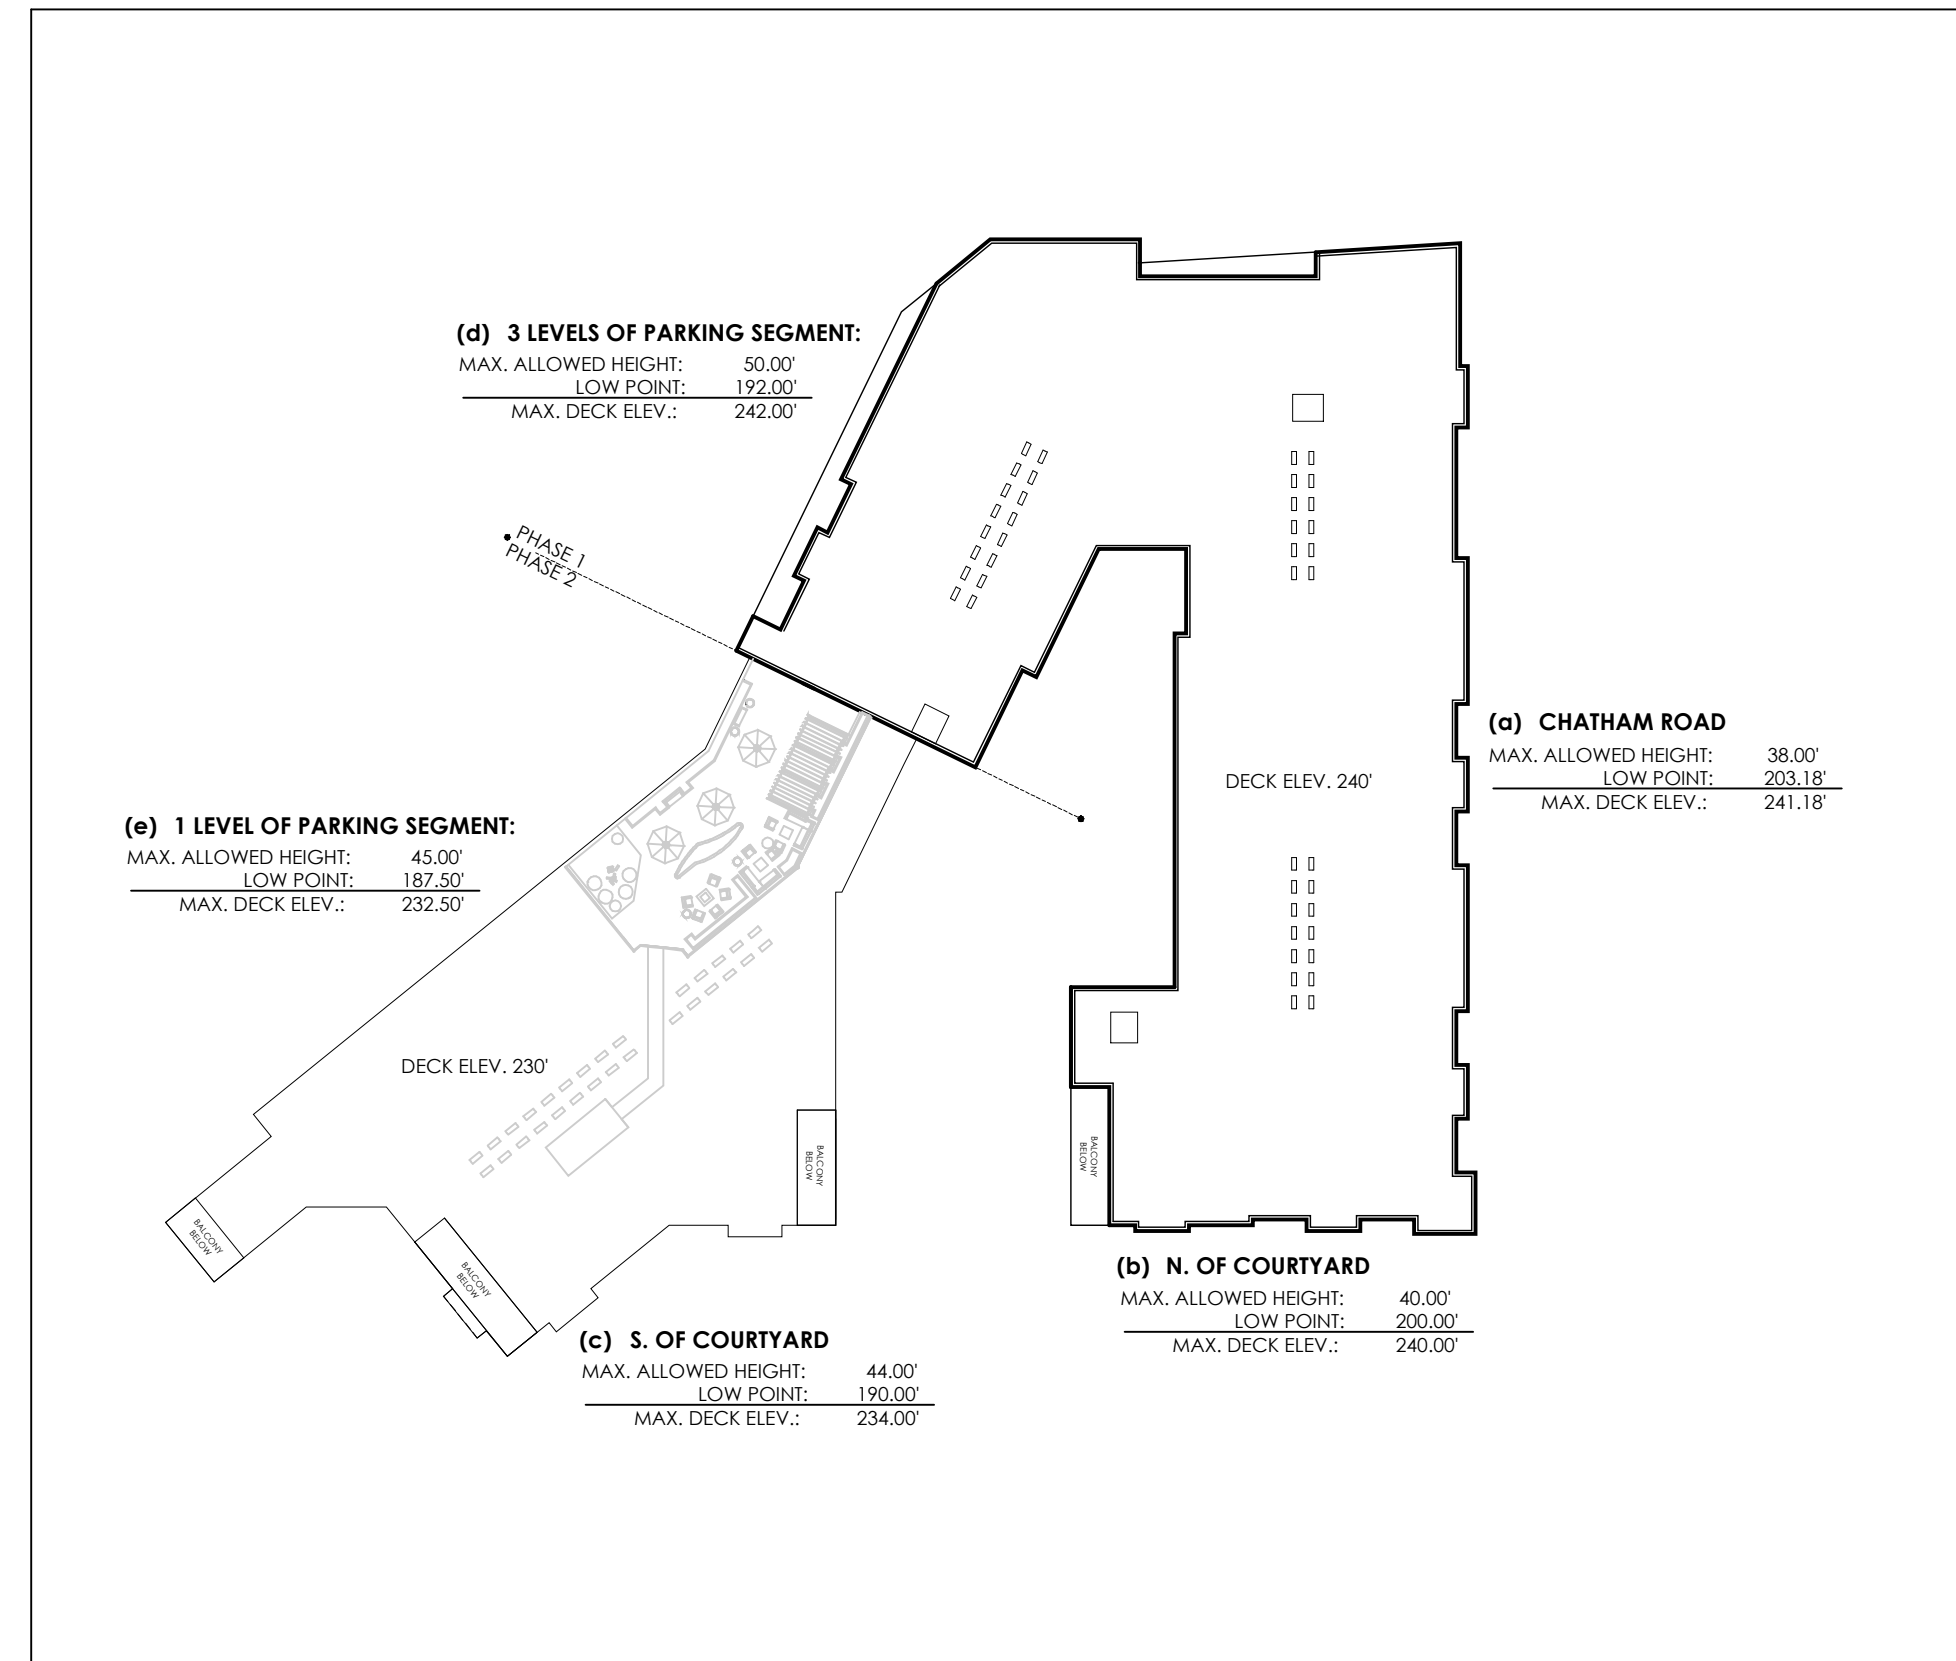 (d) 3 LEVELS OF PARKING SEGMENT:
MAX. ALLOWED HEIGHT: 50.00'
LOW POINT: 192.00'
MAX. DECK ELEV.: 242.00'
PHASE 1
PHASE 2
(a) CHATHAM ROAD
MAX. ALLOWED HEIGHT: 38.00'
LOW POINT: 203.18'
MAX. DECK ELEV.: 241.18'
DECK ELEV. 240'
(e) 1 LEVEL OF PARKING SEGMENT:
MAX. ALLOWED HEIGHT: 45.00'
LOW POINT: 187.50'
MAX. DECK ELEV.: 232.50'
DECK ELEV. 230'
BALCONY
BELOW
BALCONY
BELOW
BALCONY
BELOW
BALCONY
BELOW
(b) N. OF COURTYARD
MAX. ALLOWED HEIGHT: 40.00'
LOW POINT: 200.00'
MAX. DECK ELEV.: 240.00'
(c) S. OF COURTYARD
MAX. ALLOWED HEIGHT: 44.00'
LOW POINT: 190.00'
MAX. DECK ELEV.: 234.00'